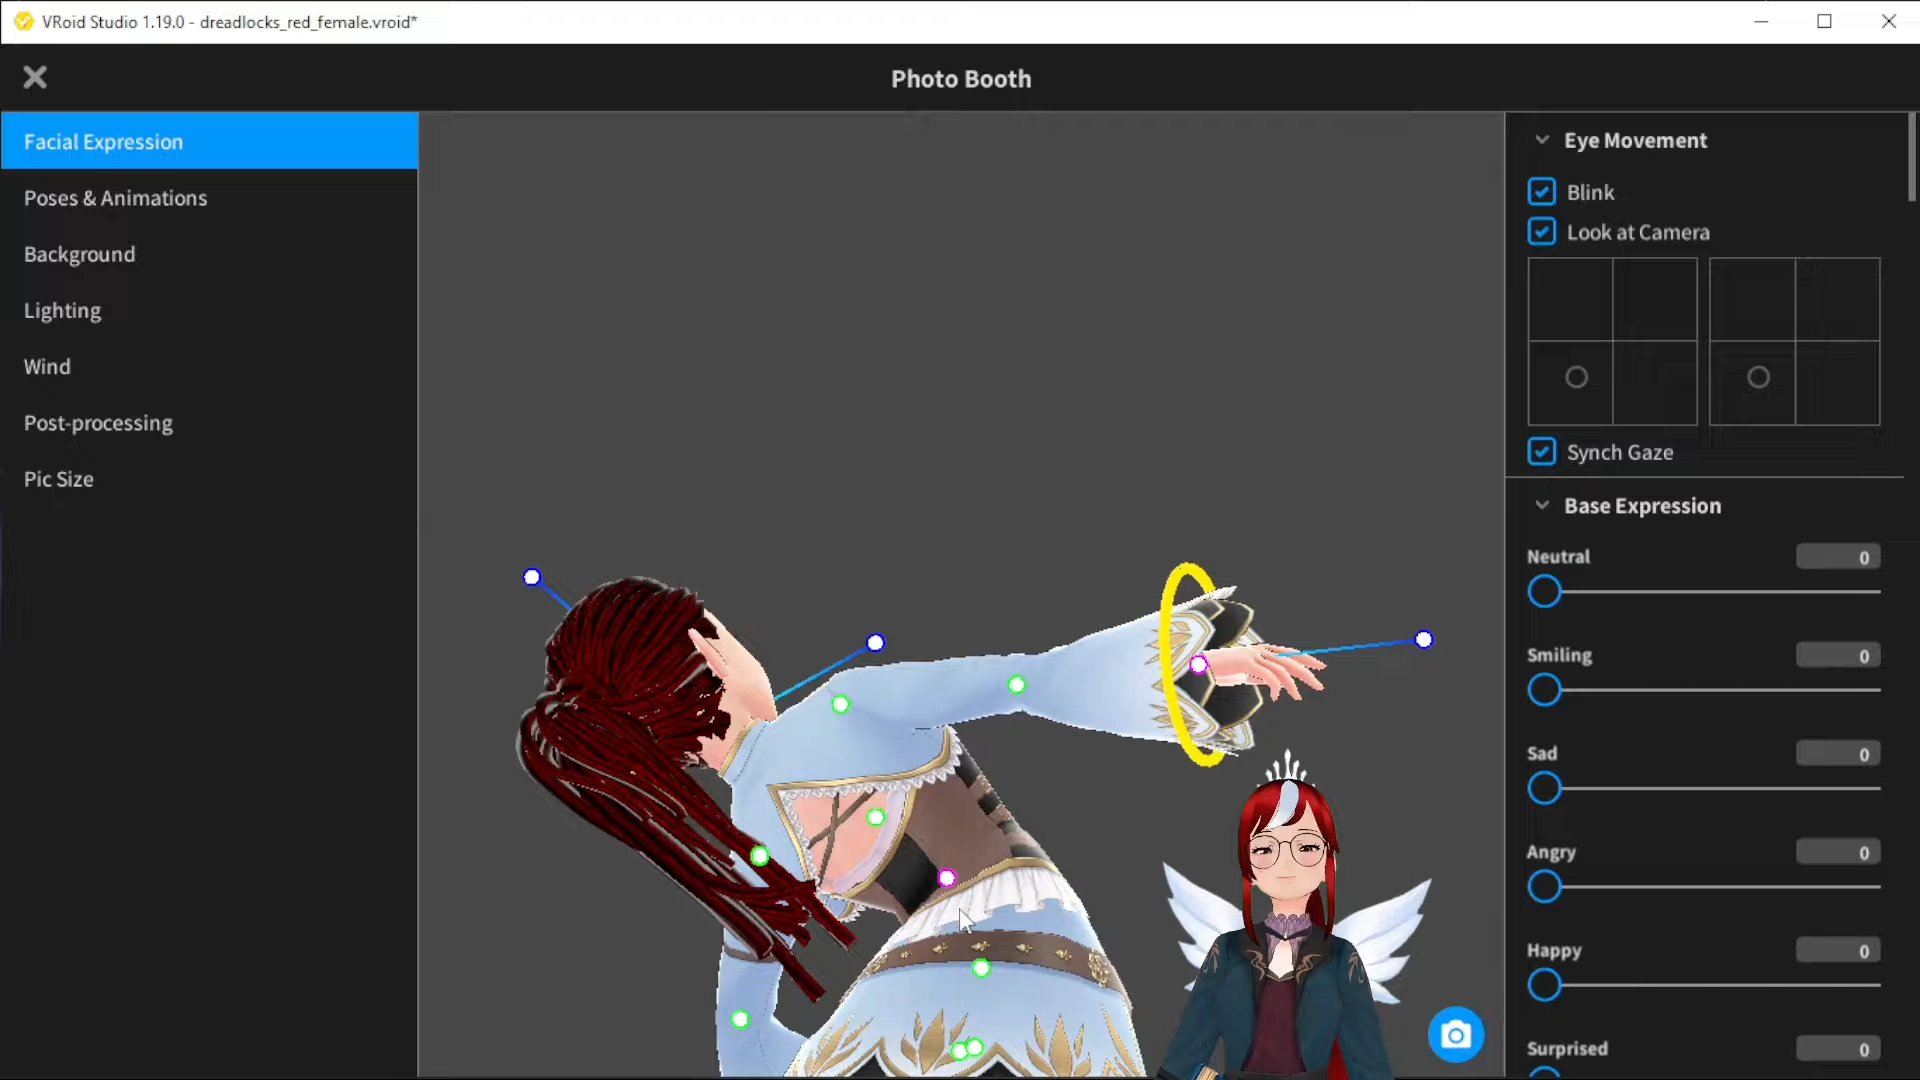 VRoid Studio 1.19.0 - dreadlocks_red_female.vroid*
Photo Booth
Facial Expression
Poses & Animations
Background
Lighting
Wind
Post-processing
Pic Size
Eye Movement
Blink
Look at Camera
Synch Gaze
Base Expression
Neutral 0
Smiling 0
Sad 0
Angry 0
Happy 0
Surprised 0